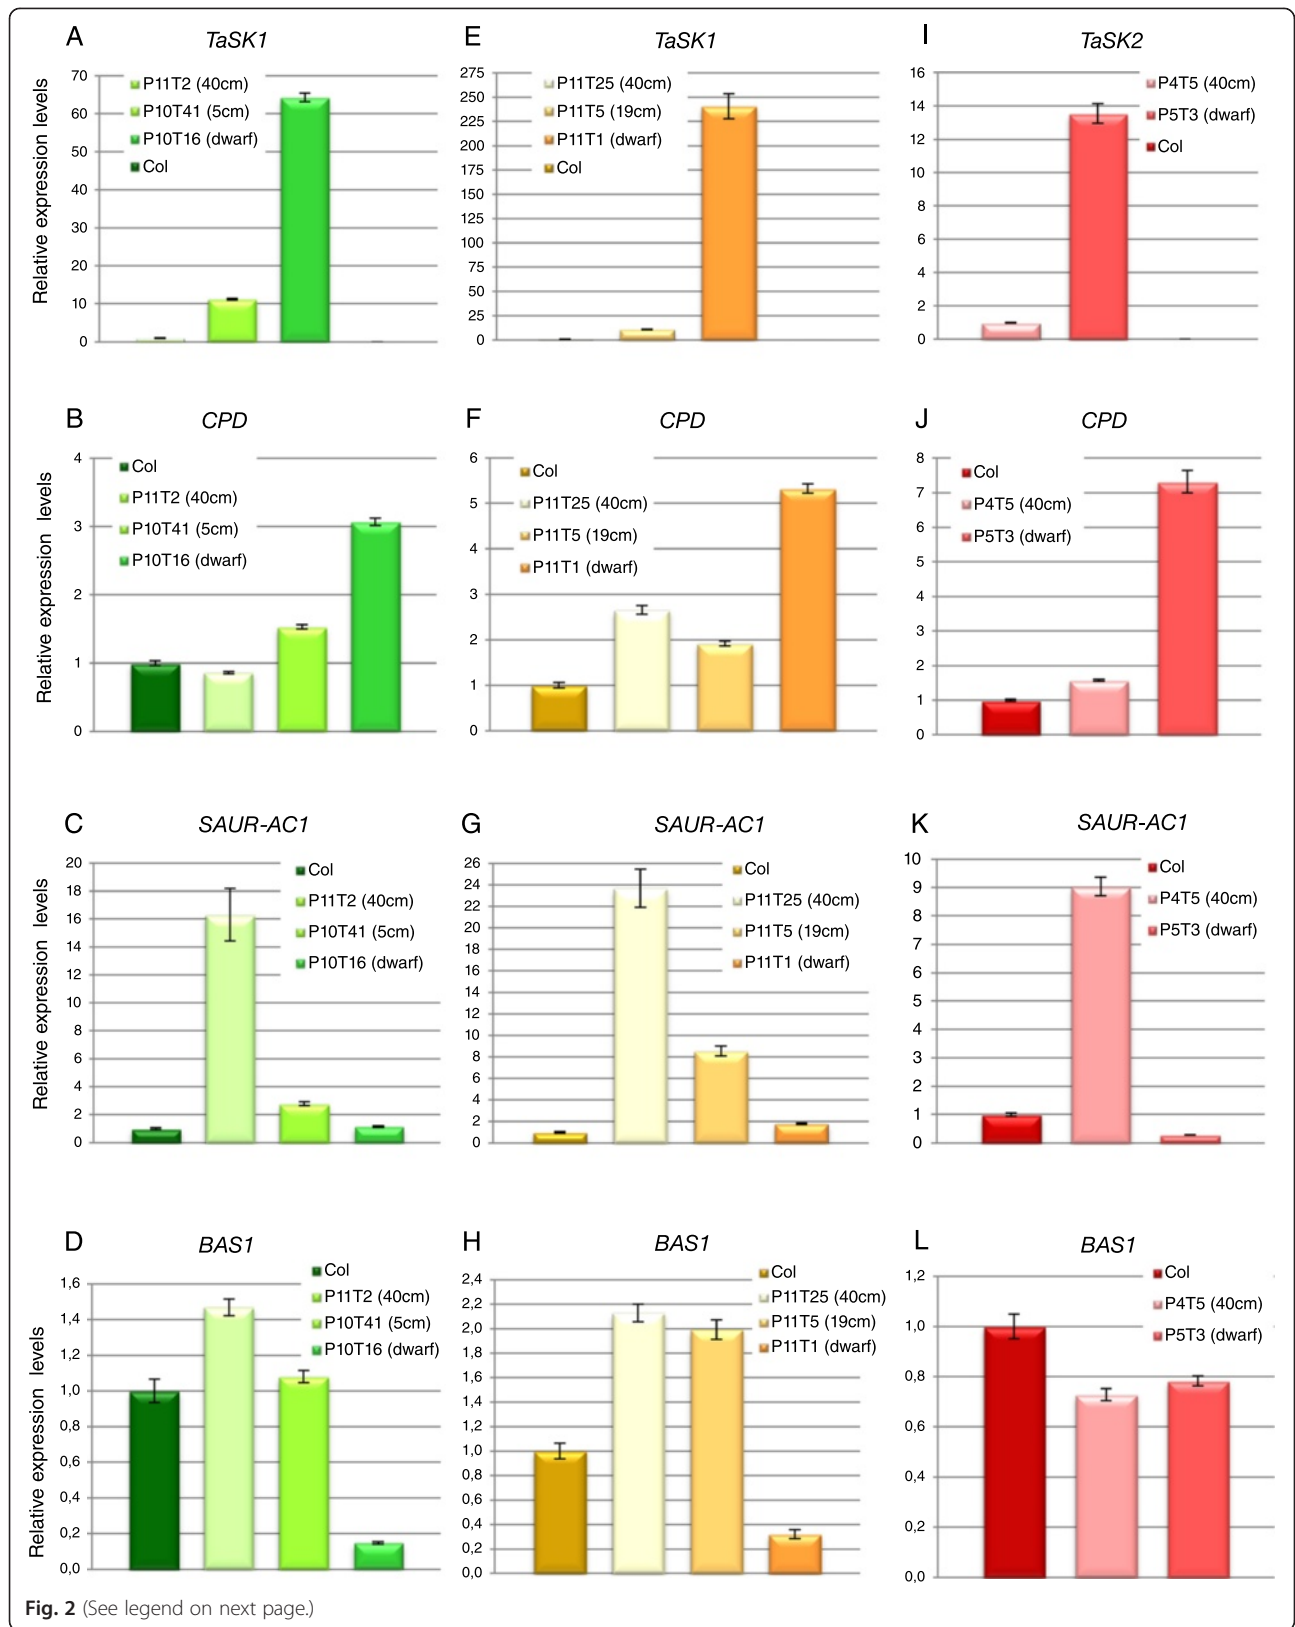 A
TaSK1
Relative expression levels
70
60
50
40
30
20
10
0
P11T2 (40cm)
P10T41 (5cm)
P10T16 (dwarf)
Col
E
TaSK1
275
250
225
200
175
150
125
100
75
50
25
0
P11T25 (40cm)
P11T5 (19cm)
P11T1 (dwarf)
Col
I
TaSK2
16
14
12
10
8
6
4
2
0
P4T5 (40cm)
P5T3 (dwarf)
Col
B
CPD
Relative expression levels
4
3
2
1
0
Col
P11T2 (40cm)
P10T41 (5cm)
P10T16 (dwarf)
F
CPD
6
5
4
3
2
1
0
Col
P11T25 (40cm)
P11T5 (19cm)
P11T1 (dwarf)
J
CPD
8
7
6
5
4
3
2
1
0
Col
P4T5 (40cm)
P5T3 (dwarf)
C
SAUR-AC1
Relative expression levels
20
18
16
14
12
10
8
6
4
2
0
Col
P11T2 (40cm)
P10T41 (5cm)
P10T16 (dwarf)
G
SAUR-AC1
26
24
22
20
18
16
14
12
10
8
6
4
2
0
Col
P11T25 (40cm)
P11T5 (19cm)
P11T1 (dwarf)
K
SAUR-AC1
10
9
8
7
6
5
4
3
2
1
0
Col
P4T5 (40cm)
P5T3 (dwarf)
D
BAS1
Relative expression levels
1,6
1,4
1,2
1,0
0,8
0,6
0,4
0,2
0,0
Col
P11T2 (40cm)
P10T41 (5cm)
P10T16 (dwarf)
H
BAS1
2,4
2,2
2,0
1,8
1,6
1,4
1,2
1,0
0,8
0,6
0,4
0,2
0,0
Col
P11T25 (40cm)
P11T5 (19cm)
P11T1 (dwarf)
L
BAS1
1,2
1,0
0,8
0,6
0,4
0,2
0,0
Col
P4T5 (40cm)
P5T3 (dwarf)
Fig. 2 (See legend on next page.)